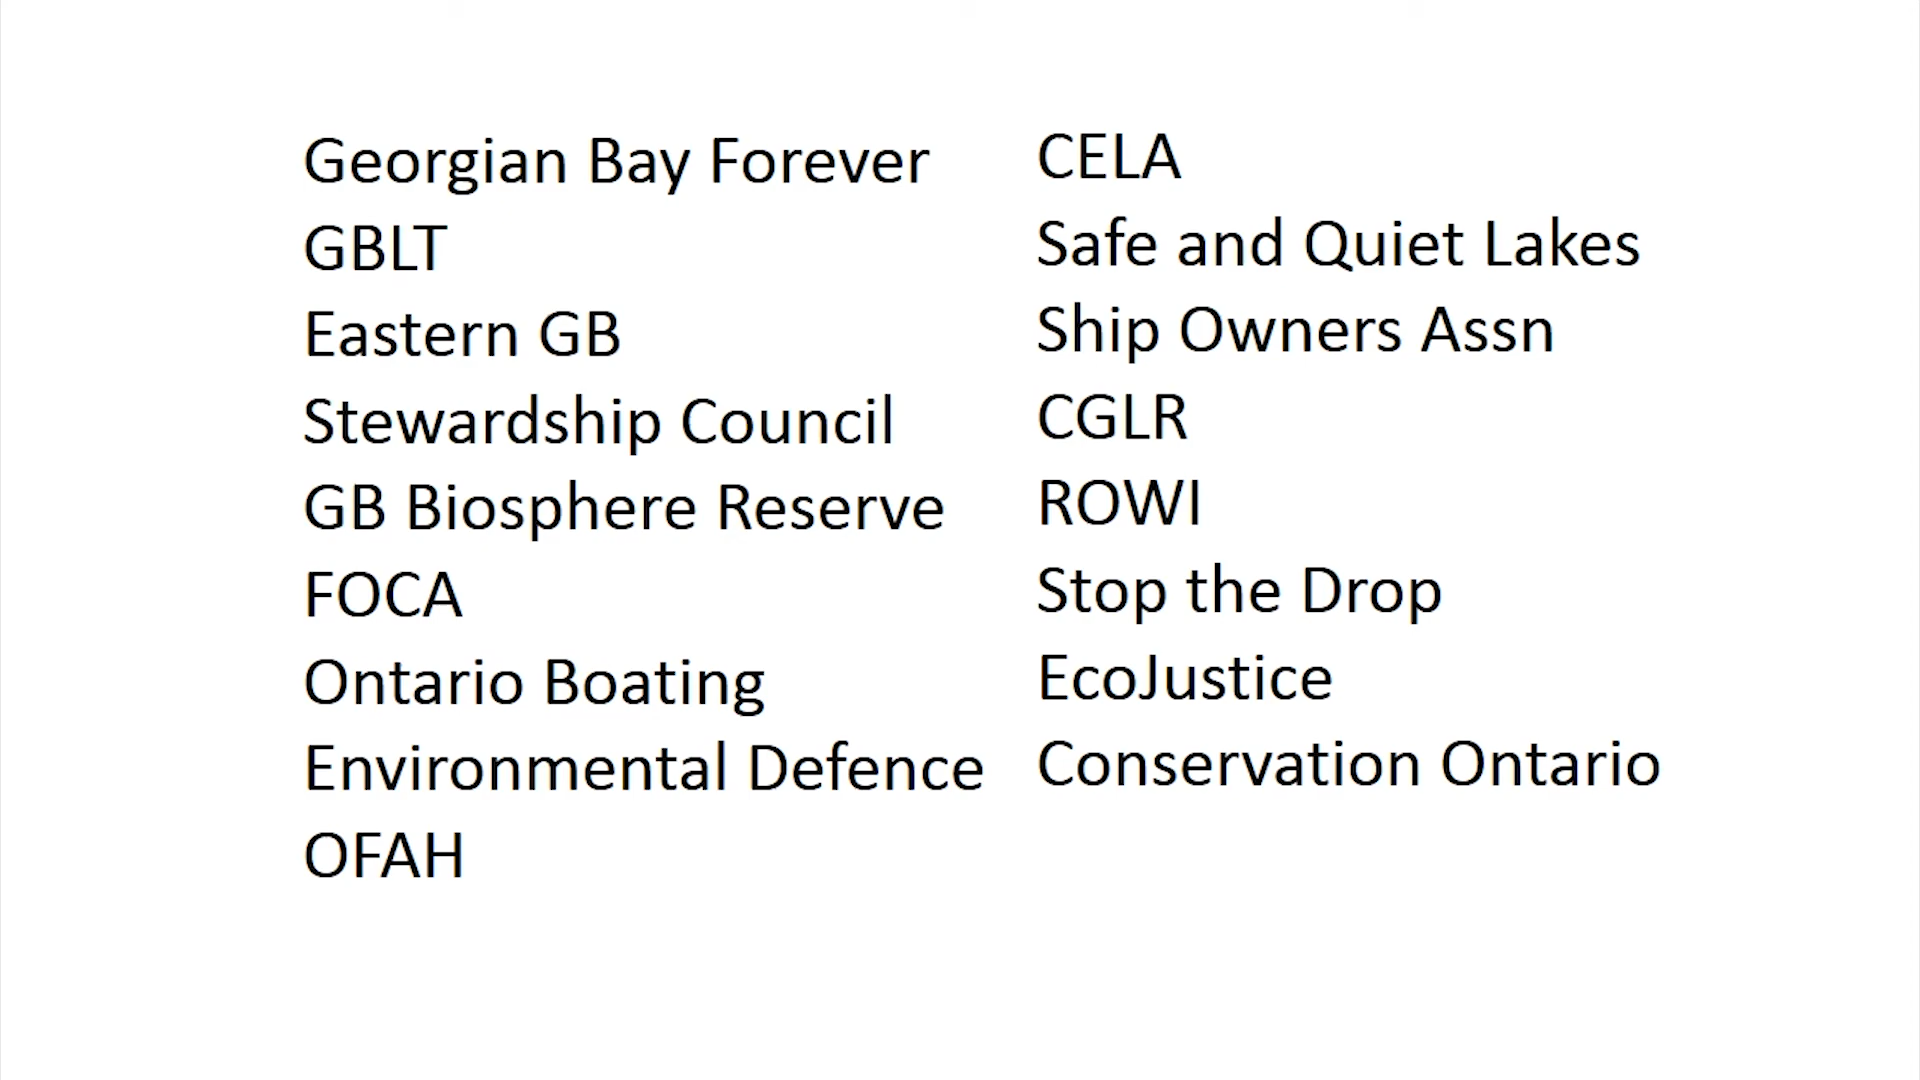 Georgian Bay Forever
GBLT
Eastern GB
Stewardship Council
GB Biosphere Reserve
FOCA
Ontario Boating
Environmental Defence
OFAH
CELA
Safe and Quiet Lakes
Ship Owners Assn
CGLR
ROWI
Stop the Drop
EcoJustice
Conservation Ontario